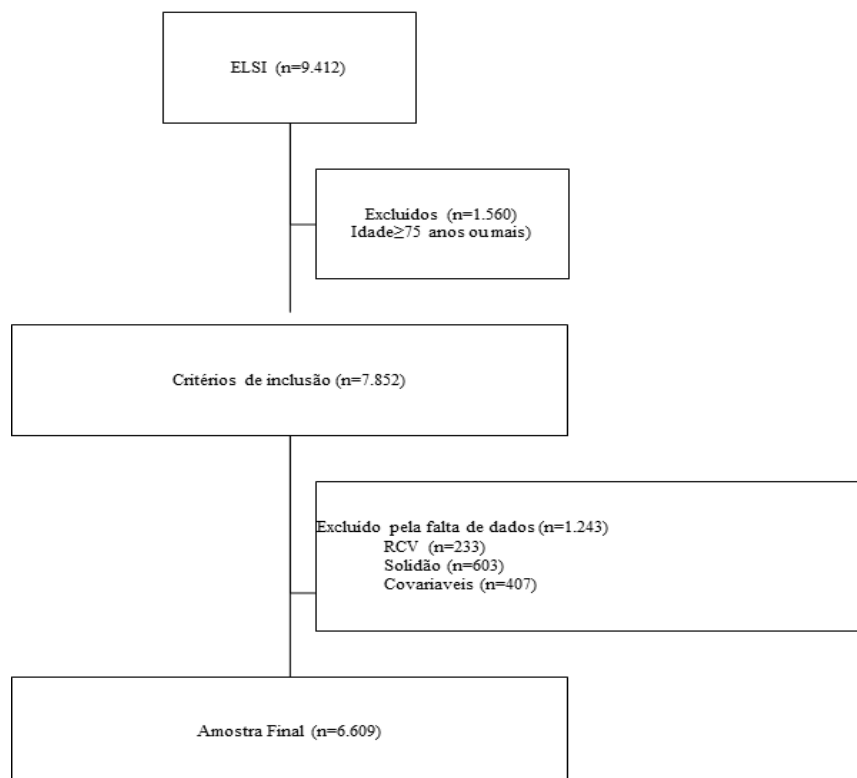 ELSI (n=9.412)
Excluidos (n=1.560)
Idade≥75 anos ou mais)
Critérios de inclusão (n=7.852)
Excluido pela falta de dados (n=1.243)
RCV (n=233)
Solidão (n=603)
Covariaveis (n=407)
Amostra Final (n=6.609)